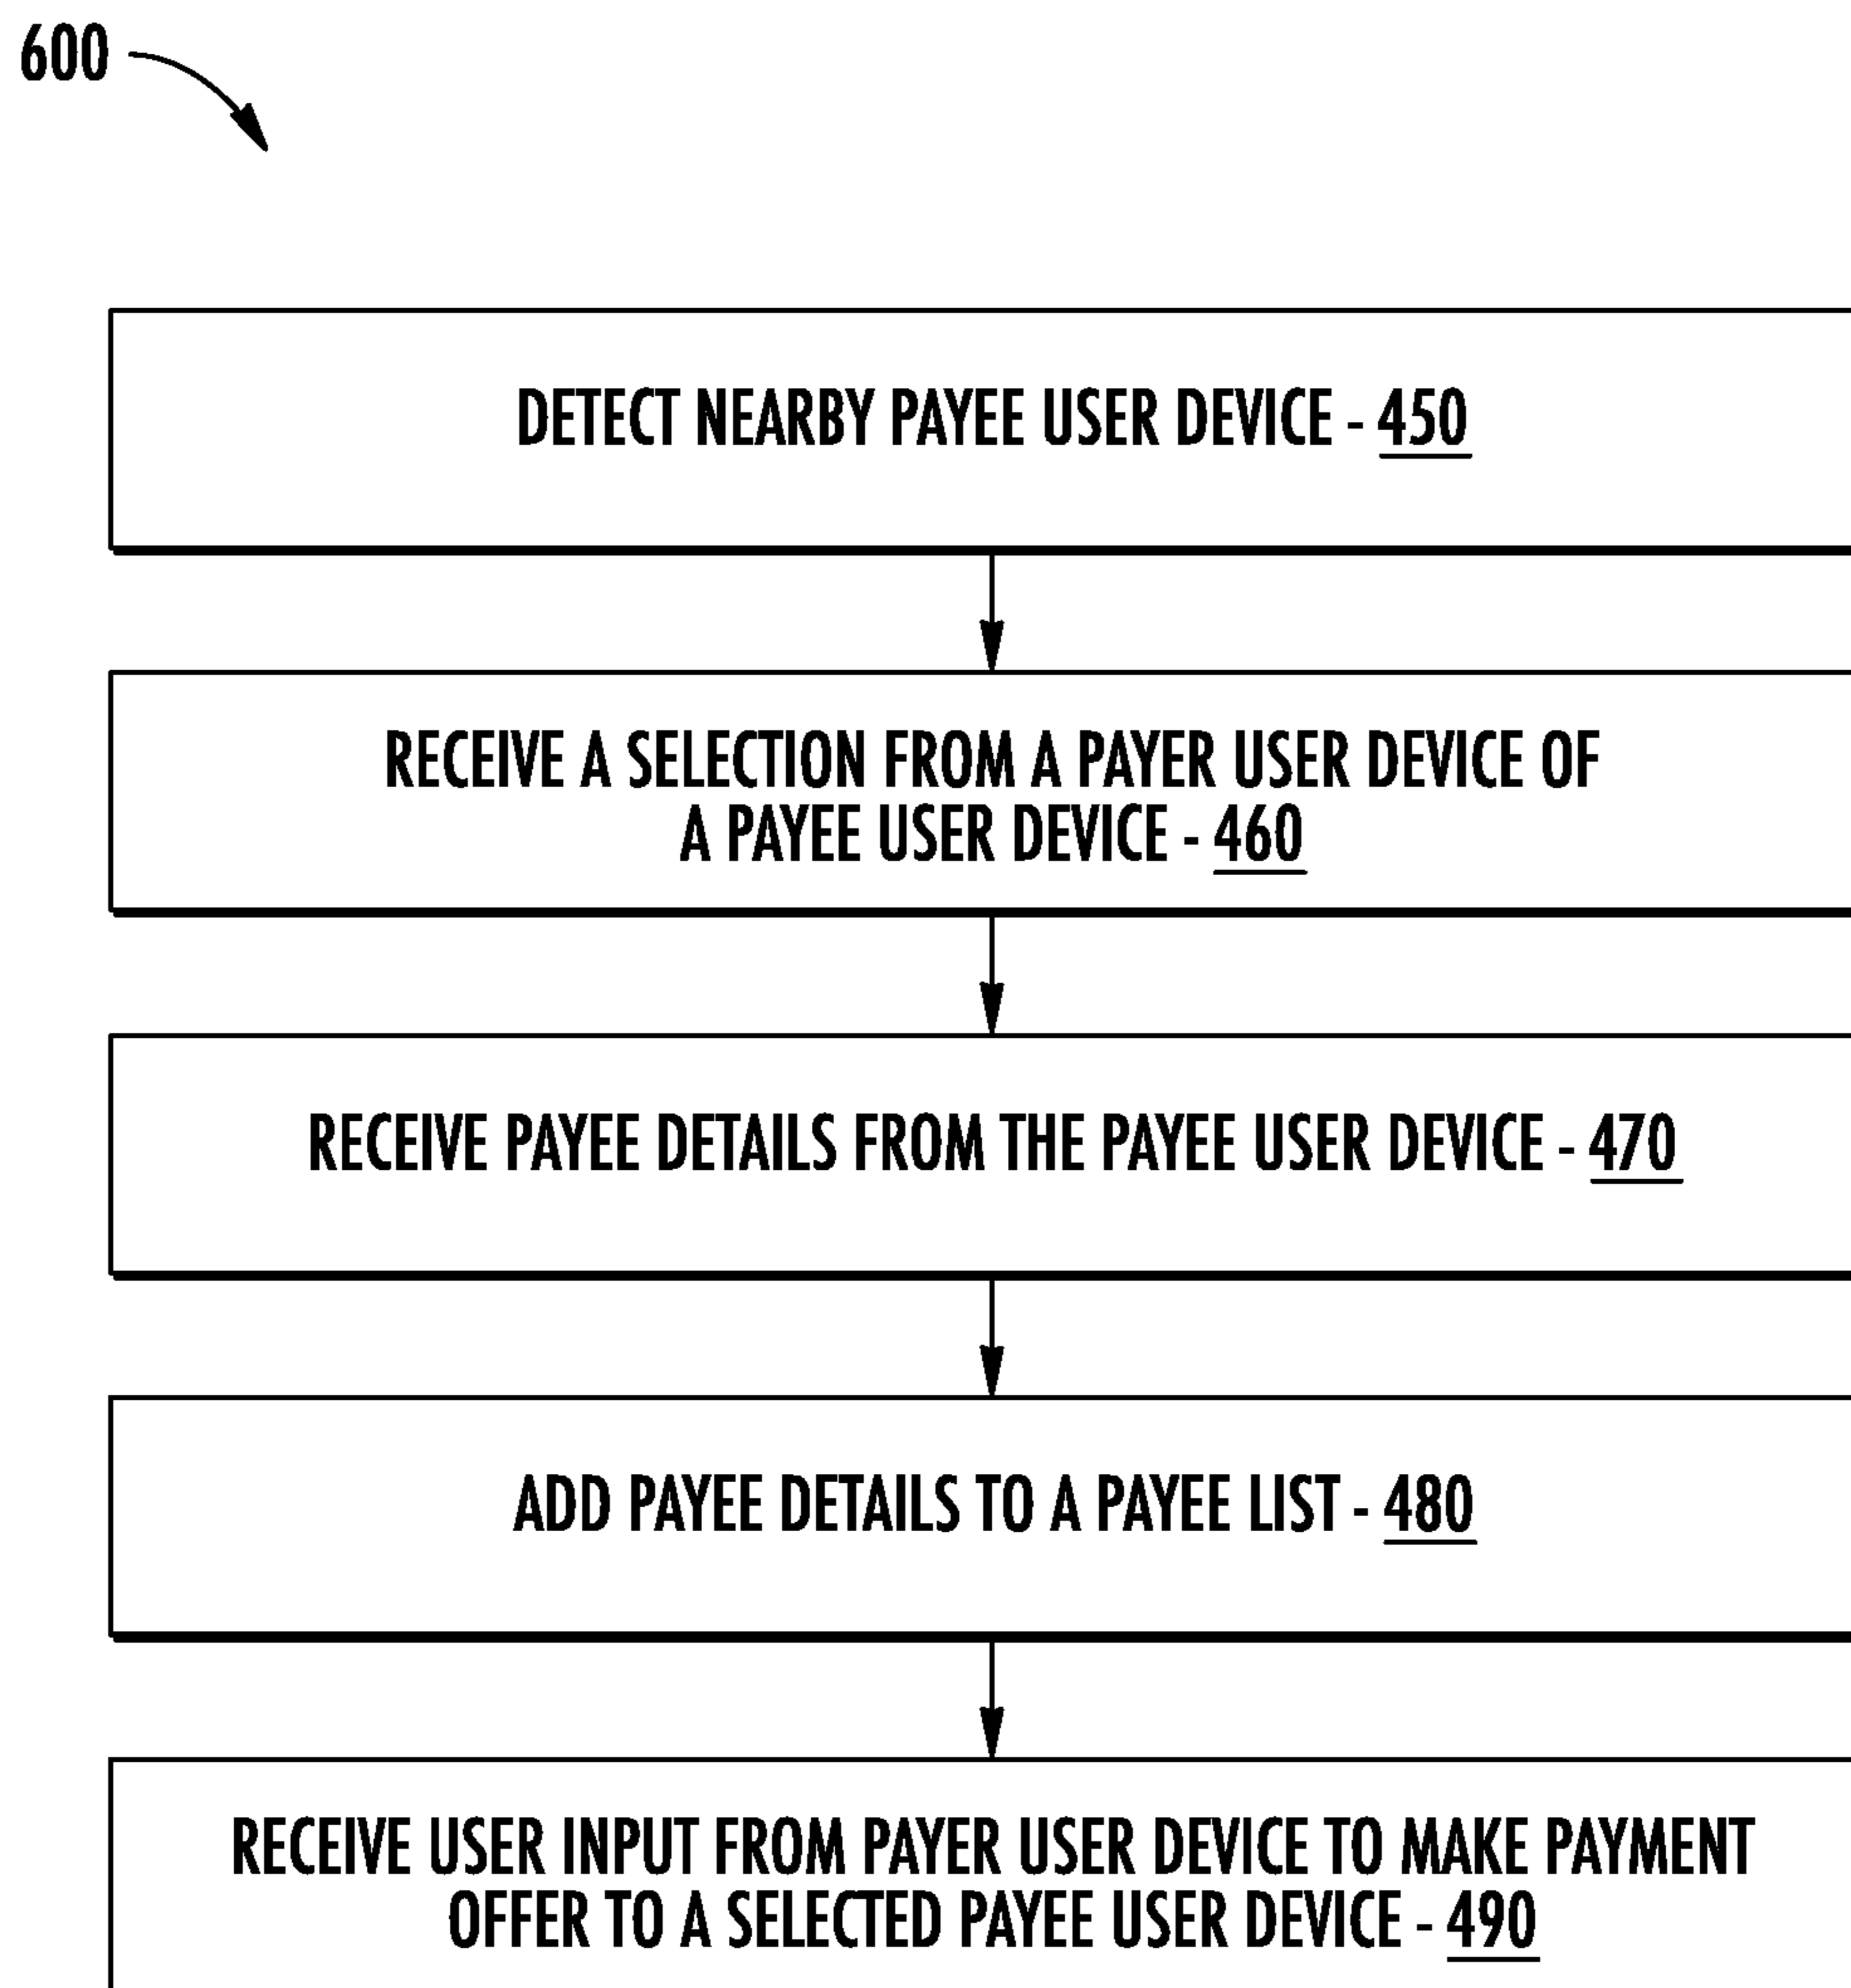 600
DETECT NEARBY PAYEE USER DEVICE - 450
RECEIVE A SELECTION FROM A PAYER USER DEVICE OF
A PAYEE USER DEVICE - 460
RECEIVE PAYEE DETAILS FROM THE PAYEE USER DEVICE - 470
ADD PAYEE DETAILS TO A PAYEE LIST - 480
RECEIVE USER INPUT FROM PAYER USER DEVICE TO MAKE PAYMENT
OFFER TO A SELECTED PAYEE USER DEVICE - 490